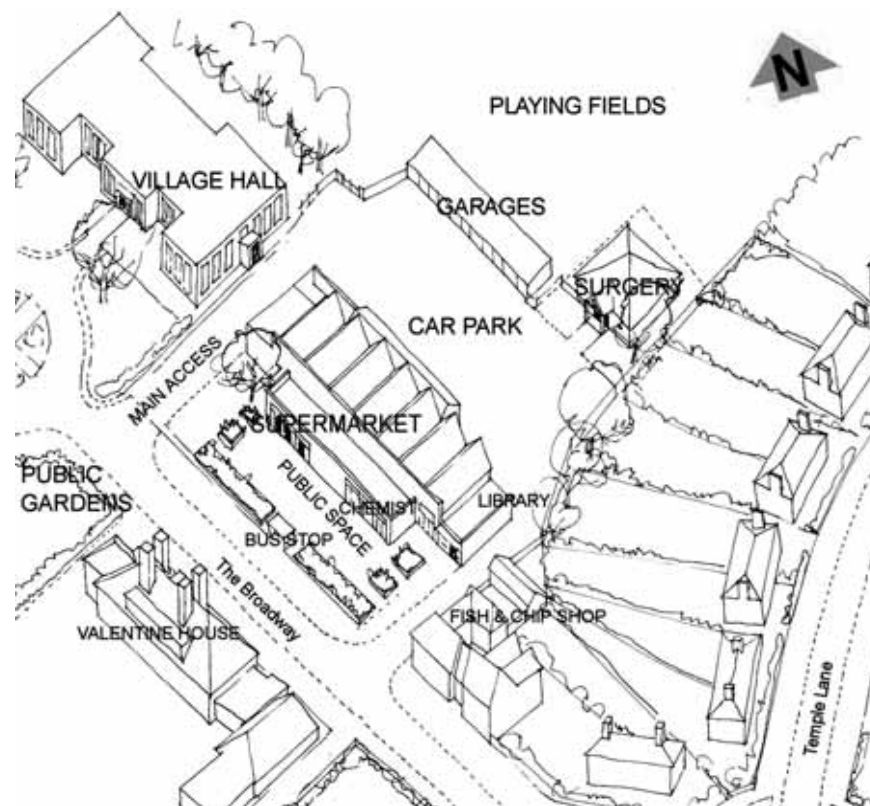 N
PLAYING FIELDS
VILLAGE HALL
GARAGES
SURGERY
CAR PARK
MAIN ACCESS
SUPERMARKET
PUBLIC
GARDENS
PUBLIC SPACE
CHEMIST
LIBRARY
BUS STOP
The Broadway
FISH & CHIP SHOP
VALENTINE HOUSE
Temple Lane